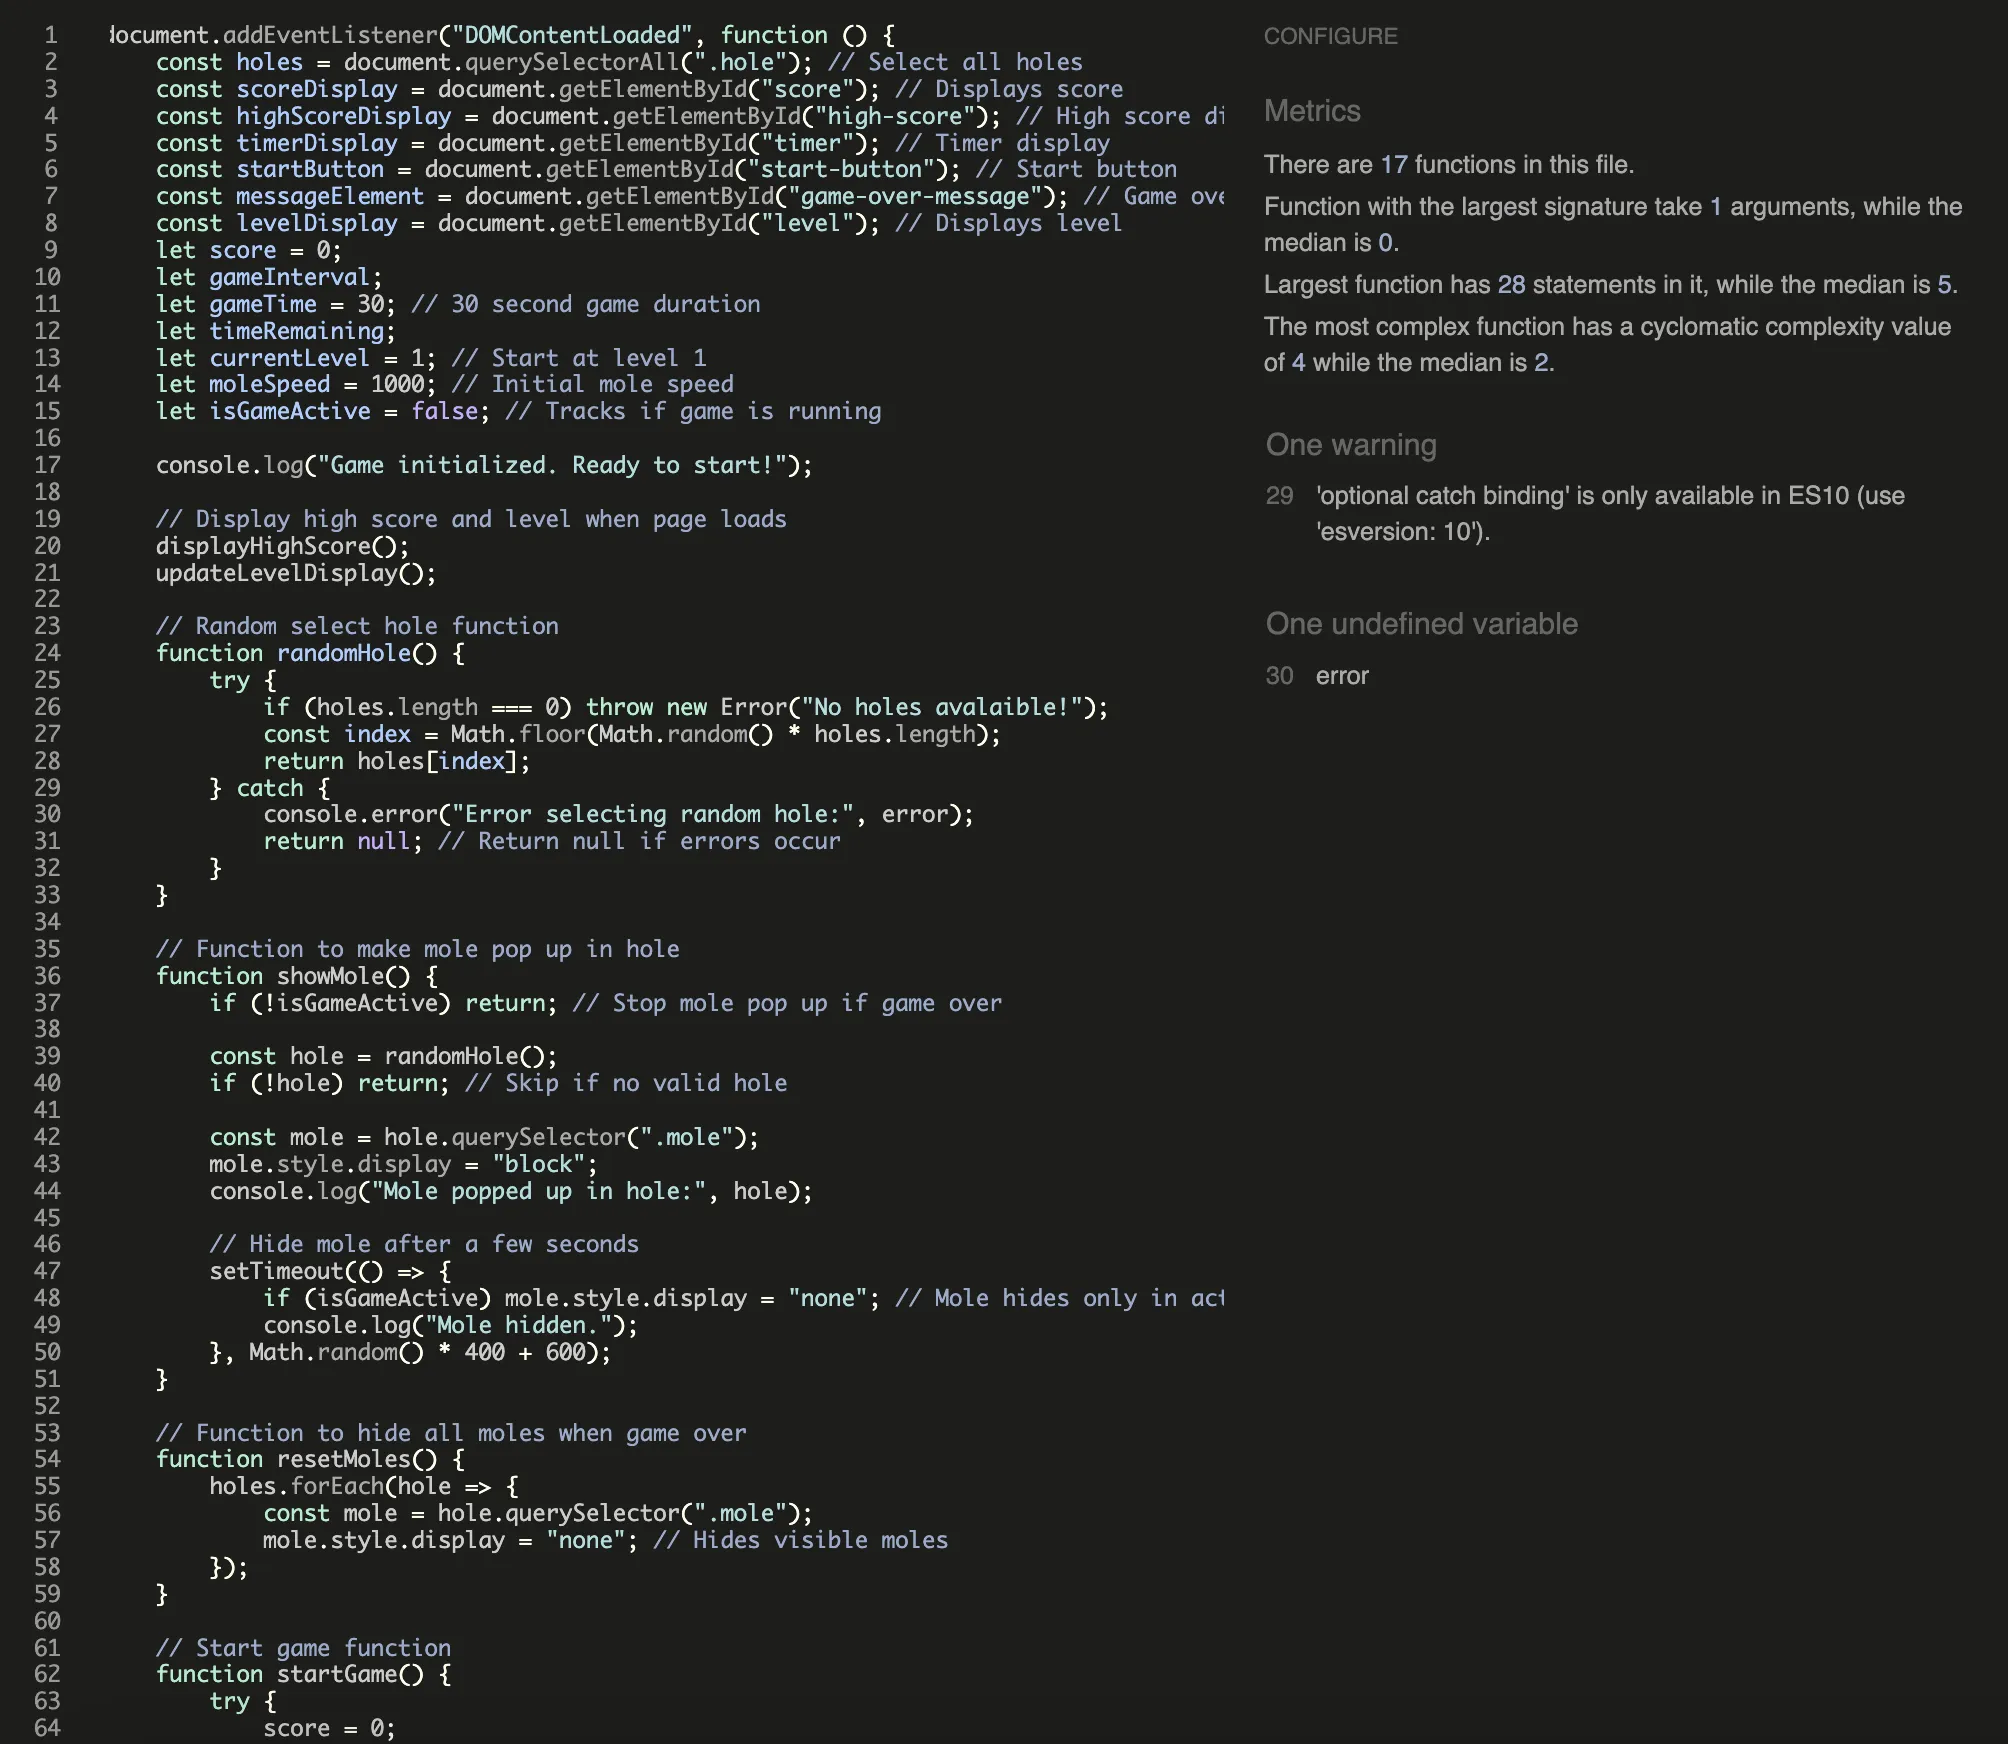 1 document.addEventListener("DOMContentLoaded", function () {
2 const holes = document.querySelectorAll(".hole"); // Select all holes
3 const scoreDisplay = document.getElementById("score"); // Displays score
4 const highScoreDisplay = document.getElementById("high-score"); // High score di
5 const timerDisplay = document.getElementById("timer"); // Timer display
6 const startButton = document.getElementById("start-button"); // Start button
7 const messageElement = document.getElementById("game-over-message"); // Game ove
8 const levelDisplay = document.getElementById("level"); // Displays level
9 let score = 0;
10 let gameInterval;
11 let gameTime = 30; // 30 second game duration
12 let timeRemaining;
13 let currentLevel = 1; // Start at level 1
14 let moleSpeed = 1000; // Initial mole speed
15 let isGameActive = false; // Tracks if game is running
16
17 console.log("Game initialized. Ready to start!");
18
19 // Display high score and level when page loads
20 displayHighScore();
21 updateLevelDisplay();
22
23 // Random select hole function
24 function randomHole() {
25 try {
26 if (holes.length === 0) throw new Error("No holes avalaible!");
27 const index = Math.floor(Math.random() * holes.length);
28 return holes[index];
29 } catch {
30 console.error("Error selecting random hole:", error);
31 return null; // Return null if errors occur
32 }
33 }
34
35 // Function to make mole pop up in hole
36 function showMole() {
37 if (!isGameActive) return; // Stop mole pop up if game over
38
39 const hole = randomHole();
40 if (!hole) return; // Skip if no valid hole
41
42 const mole = hole.querySelector(".mole");
43 mole.style.display = "block";
44 console.log("Mole popped up in hole:", hole);
45
46 // Hide mole after a few seconds
47 setTimeout(() => {
48 if (isGameActive) mole.style.display = "none"; // Mole hides only in act
49 console.log("Mole hidden.");
50 }, Math.random() * 400 + 600);
51 }
52
53 // Function to hide all moles when game over
54 function resetMoles() {
55 holes.forEach(hole => {
56 const mole = hole.querySelector(".mole");
57 mole.style.display = "none"; // Hides visible moles
58 });
59 }
60
61 // Start game function
62 function startGame() {
63 try {
64 score = 0;
CONFIGURE
Metrics
There are 17 functions in this file.
Function with the largest signature take 1 arguments, while the
median is 0.
Largest function has 28 statements in it, while the median is 5.
The most complex function has a cyclomatic complexity value
of 4 while the median is 2.
One warning
29 'optional catch binding' is only available in ES10 (use
'esversion: 10').
One undefined variable
30 error